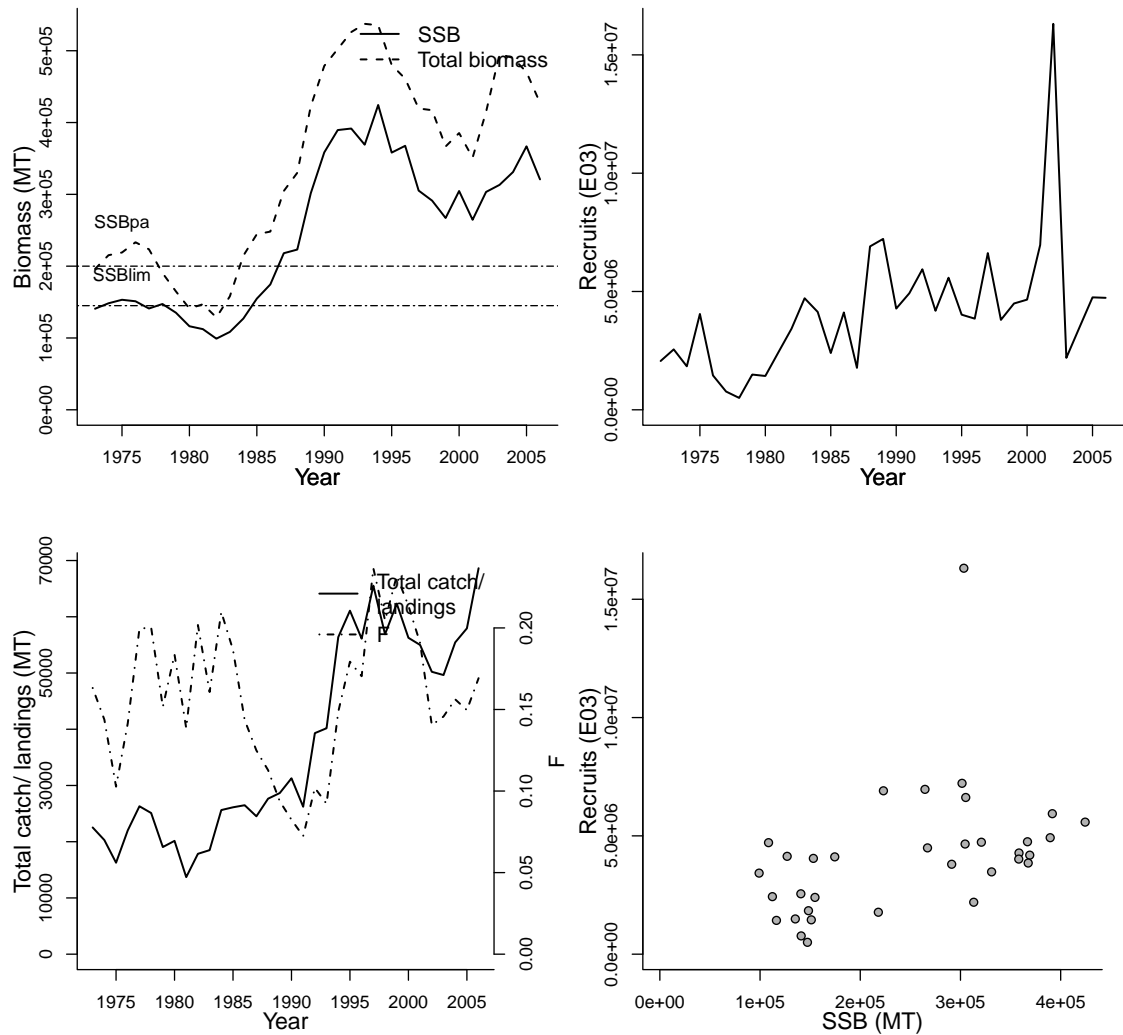 Biomass (MT)
0e+00
1e+05
2e+05
3e+05
4e+05
5e+05
SSB
Total biomass
SSBpa
SSBlim
1975 1980 1985 1990 1995 2000 2005
Year
Recruits (E03)
0.0e+00
5.0e+06
1.0e+07
1.5e+07
1975 1980 1985 1990 1995 2000 2005
Year
Total catch/ landings (MT)
0
10000
30000
50000
70000
Total catch/
landings
F
0.00
0.05
0.10
0.15
0.20
F
1975 1980 1985 1990 1995 2000 2005
Year
Recruits (E03)
0.0e+00
5.0e+06
1.0e+07
1.5e+07
0e+00 1e+05 2e+05 3e+05 4e+05
SSB (MT)